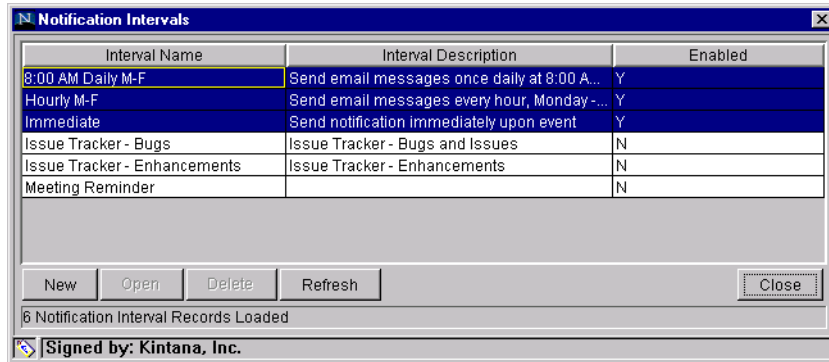 Notification Intervals
Interval Name Interval Description Enabled
8:00 AM Daily M-F Send email messages once daily at 8:00 A... Y
Hourly M-F Send email messages every hour, Monday -... Y
Immediate Send notification immediately upon event Y
Issue Tracker - Bugs Issue Tracker - Bugs and Issues N
Issue Tracker - Enhancements Issue Tracker - Enhancements N
Meeting Reminder N
New Open Delete Refresh Close
6 Notification Interval Records Loaded
Signed by: Kintana, Inc.